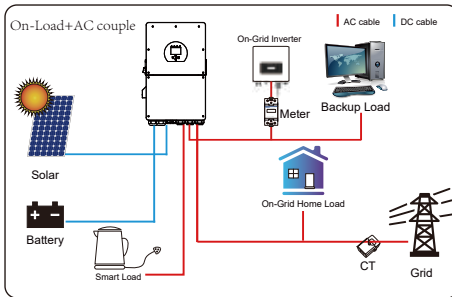 On-Load+AC couple
AC cable
DC cable
On-Grid Inverter
Meter
Backup Load
Solar
On-Grid Home Load
Battery
Smart Load
CT
Grid